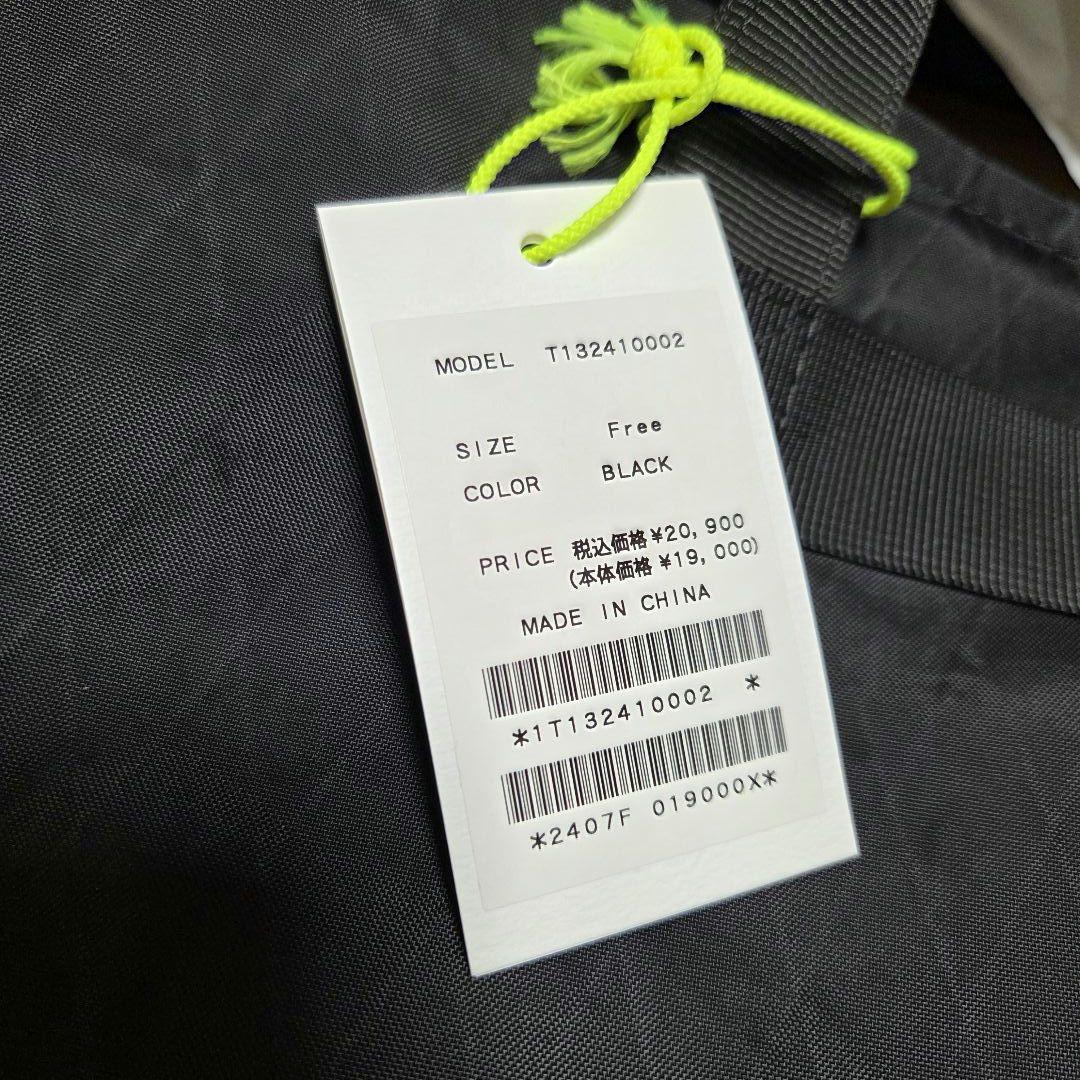 MODEL T132410002
SIZE Free
COLOR BLACK
PRICE 税込価格¥20,900
(本体価格 ¥19,000)
MADE IN CHINA
*1T132410002 *
*2407F 019000X*